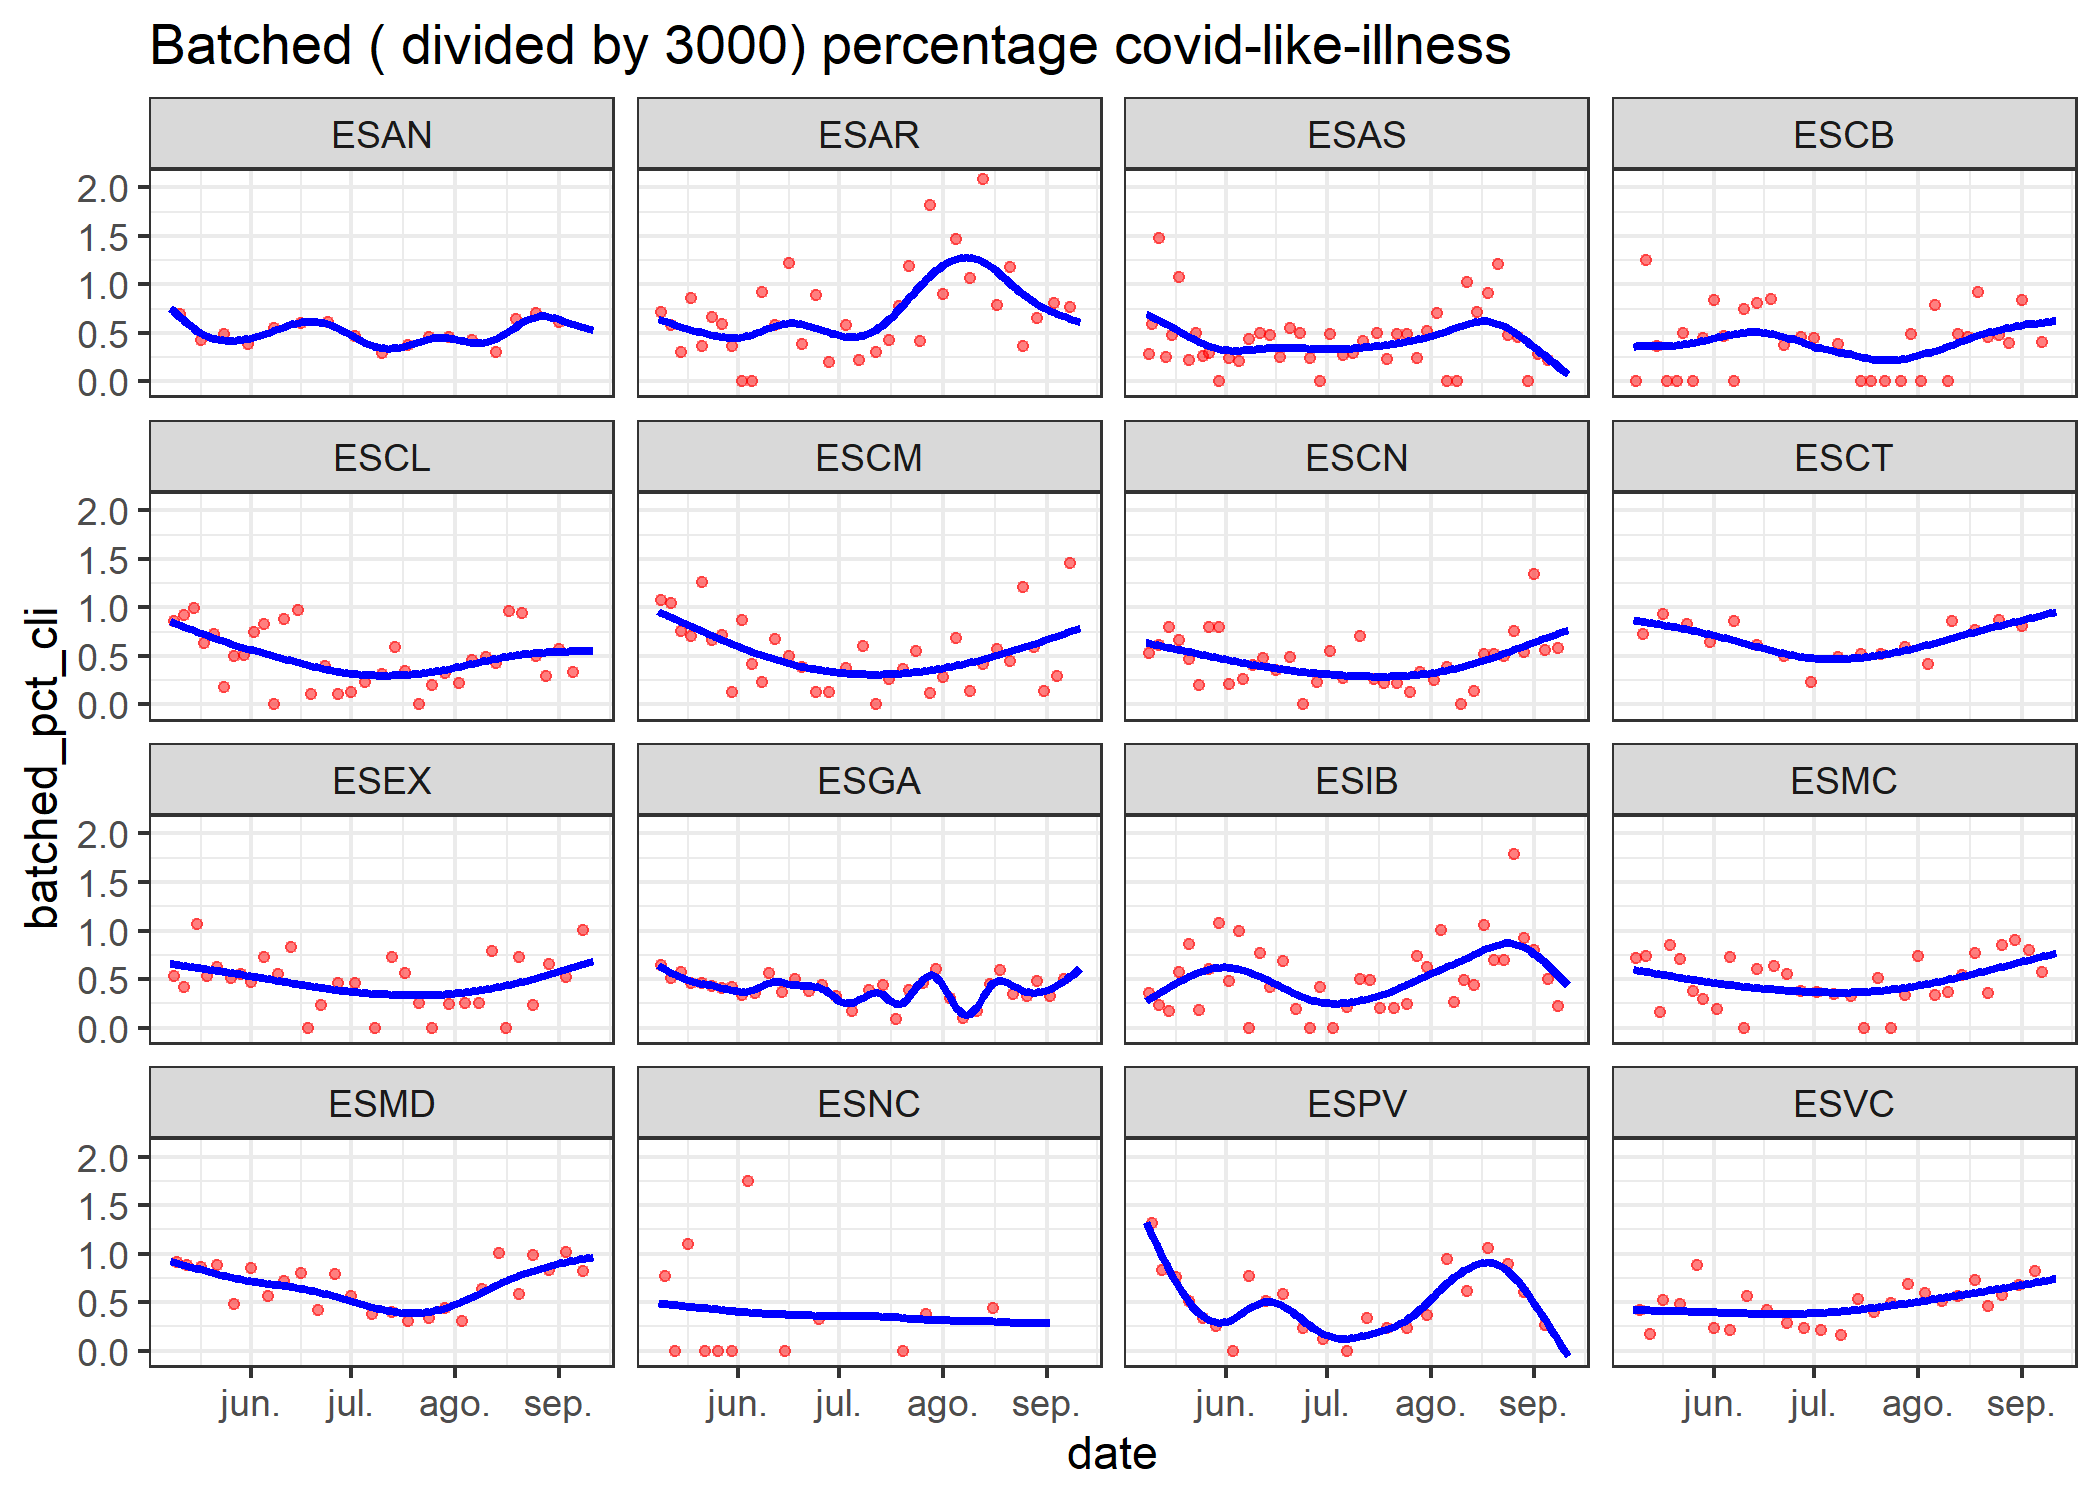 Batched ( divided by 3000) percentage covid-like-illness
ESAN ESAR ESAS ESCB
2.0
1.5
1.0
0.5
0.0
ESCL ESCM ESCN ESCT
2.0
1.5
1.0
0.5
0.0
ESEX ESGA ESIB ESMC
2.0
1.5
1.0
0.5
0.0
ESMD ESNC ESPV ESVC
2.0
1.5
1.0
0.5
0.0
batched_pct_cli
jun. jul. ago. sep. jun. jul. ago. sep. jun. jul. ago. sep. jun. jul. ago. sep.
date